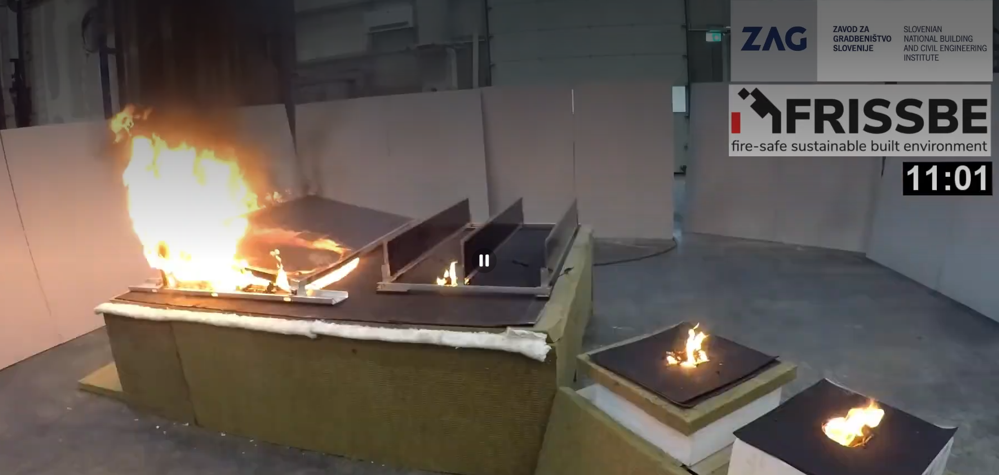 ZAG
ZAVOD ZA
GRADBENIŠTVO
SLOVENIJE
SLOVENIAN
NATIONAL BUILDING
AND CIVIL ENGINEERING
INSTITUTE
FRISSBE
fire-safe sustainable built environment
11:01